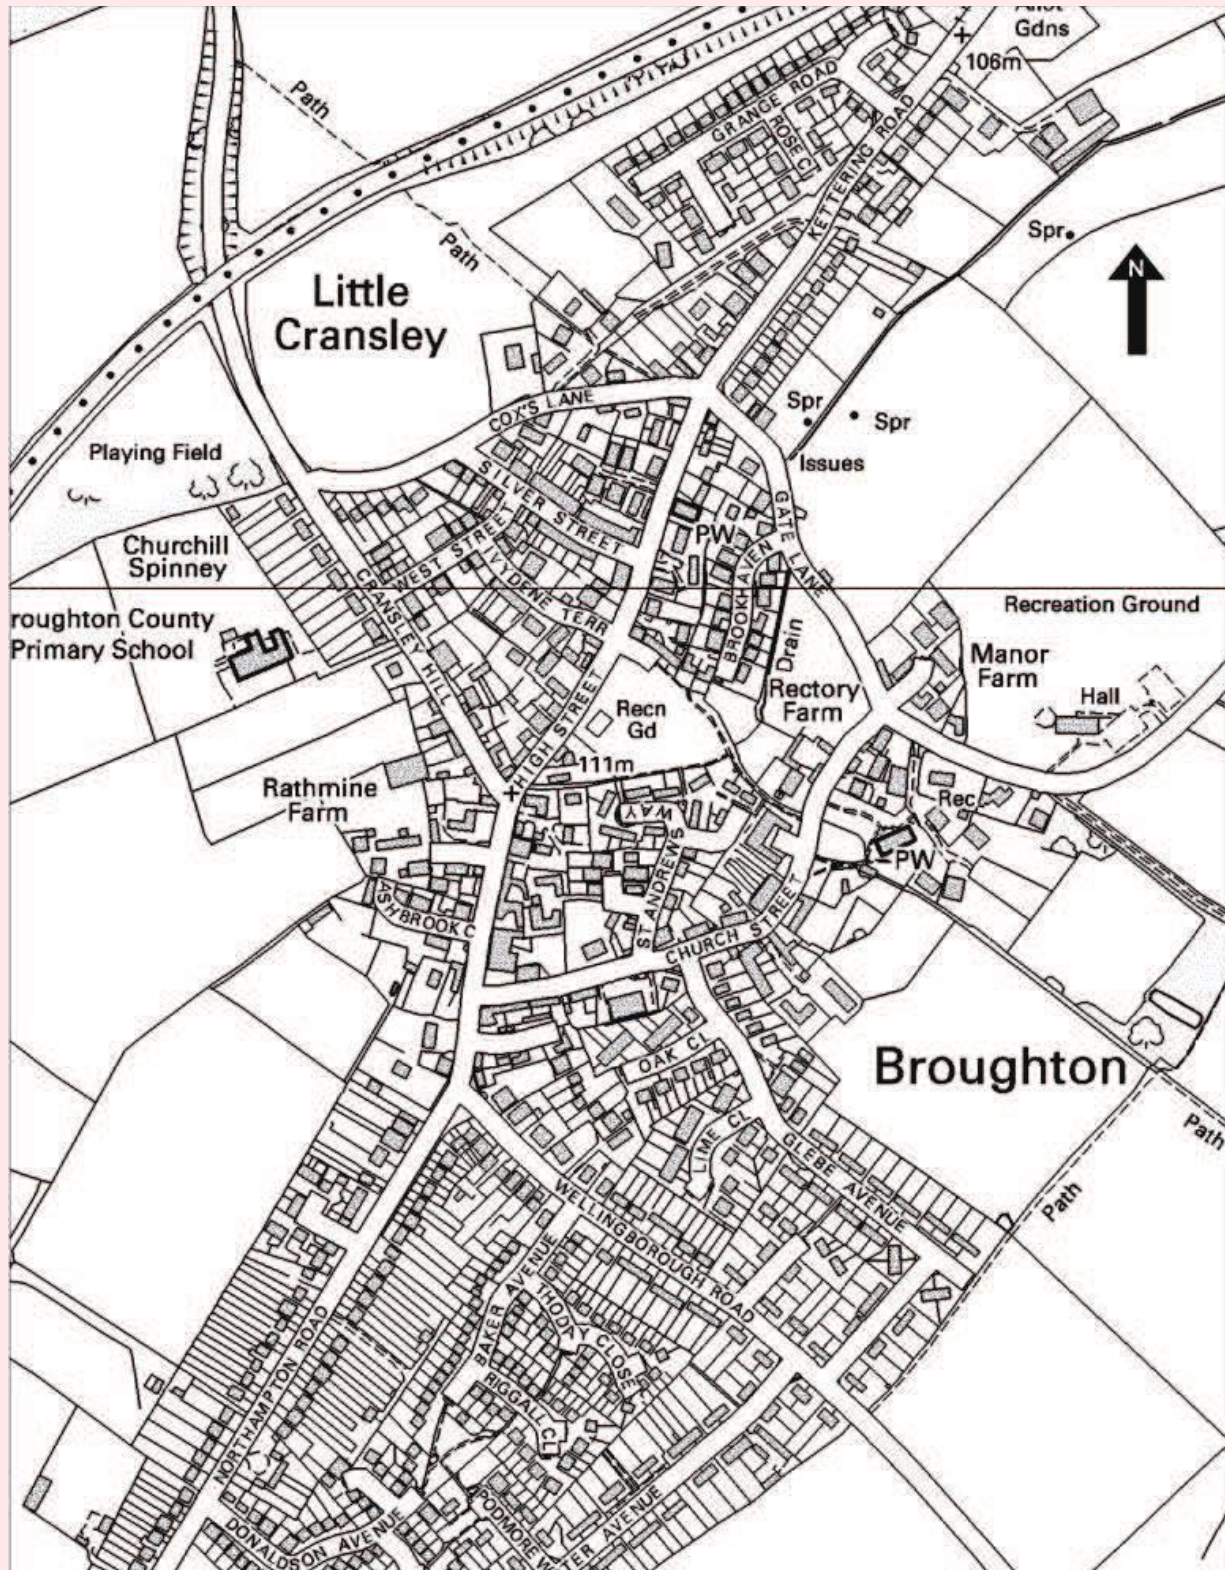 Allot
Gdns
106m
Path
GRANGE ROAD
ROSE CT
KETTERING ROAD
Path
Spr
N
Little
Cransley
COX'S LANE
Spr
Spr
Issues
Playing Field
SILVER STREET
GATE LANE
PW
Churchill
Spinney
WEST STREET
IVYDENE TERR
BROOKHAVEN
CRANSLEY HILL
Recreation Ground
roughton County
Primary School
Drain
Manor
Farm
Rectory
Farm
Hall
HIGH STREET
Recn
Gd
111m
Rathmine
Farm
Rec
WAY
ST ANDREWS
PW
ASHBROOK C
CHURCH STREET
OAK CL
Broughton
LIME CL
GLEBE AVENUE
Path
Path
WELLINGBOROUGH ROAD
BAKER AVENUE
THODAY CLOSE
RIGGALL CL
NORTHAMPTON ROAD
DONALDSON AVENUE
PODMORE
AVENUE